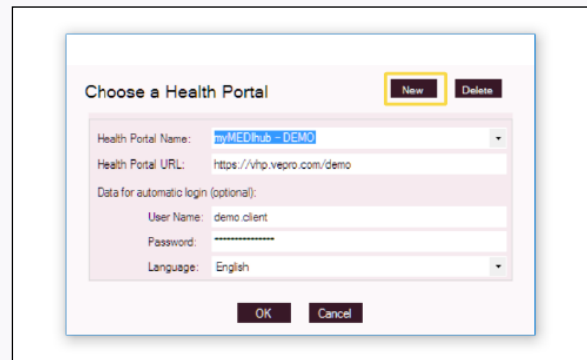 Choose a Health Portal
New
Delete
Health Portal Name: myMEDIhub - DEMO
Health Portal URL: https://vhp.vepro.com/demo
Data for automatic login (optional):
User Name: demo.client
Password: ***************
Language: English
OK
Cancel